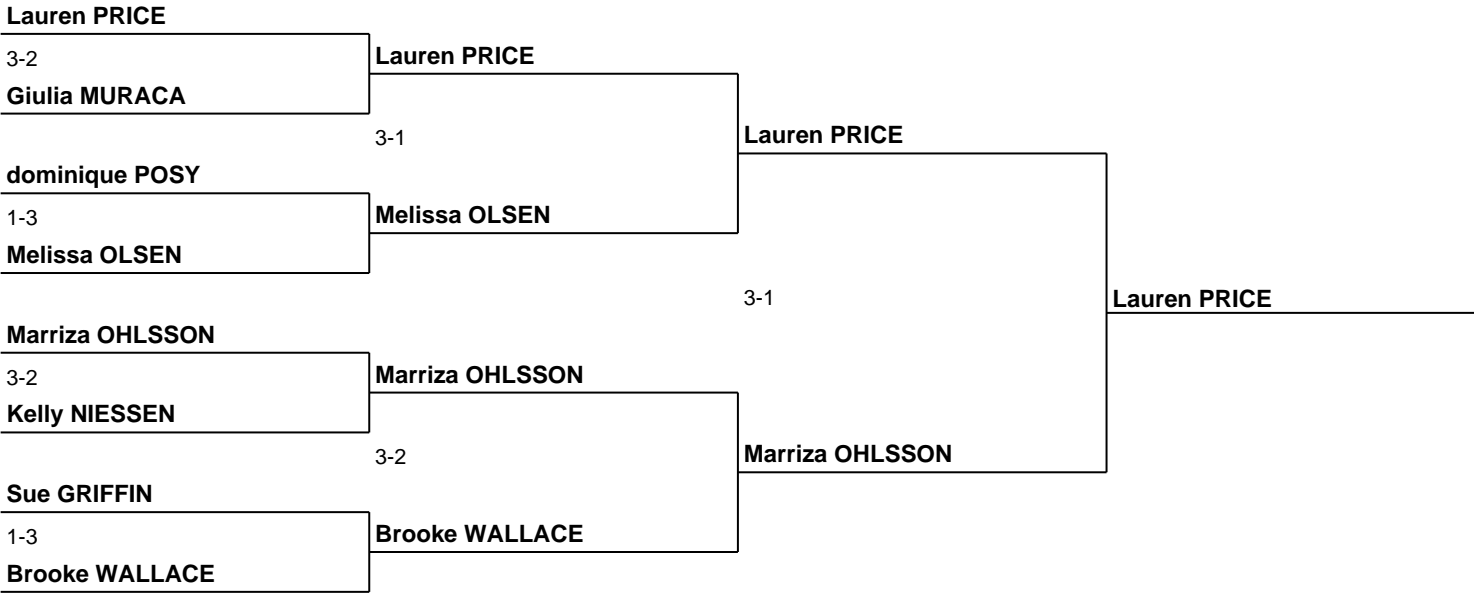 Lauren PRICE
3-2
Giulia MURACA
dominique POSY
1-3
Melissa OLSEN
Marriza OHLSSON
3-2
Kelly NIESSEN
Sue GRIFFIN
1-3
Brooke WALLACE
Lauren PRICE
3-1
Melissa OLSEN
Marriza OHLSSON
3-2
Brooke WALLACE
Lauren PRICE
3-1
Marriza OHLSSON
Lauren PRICE